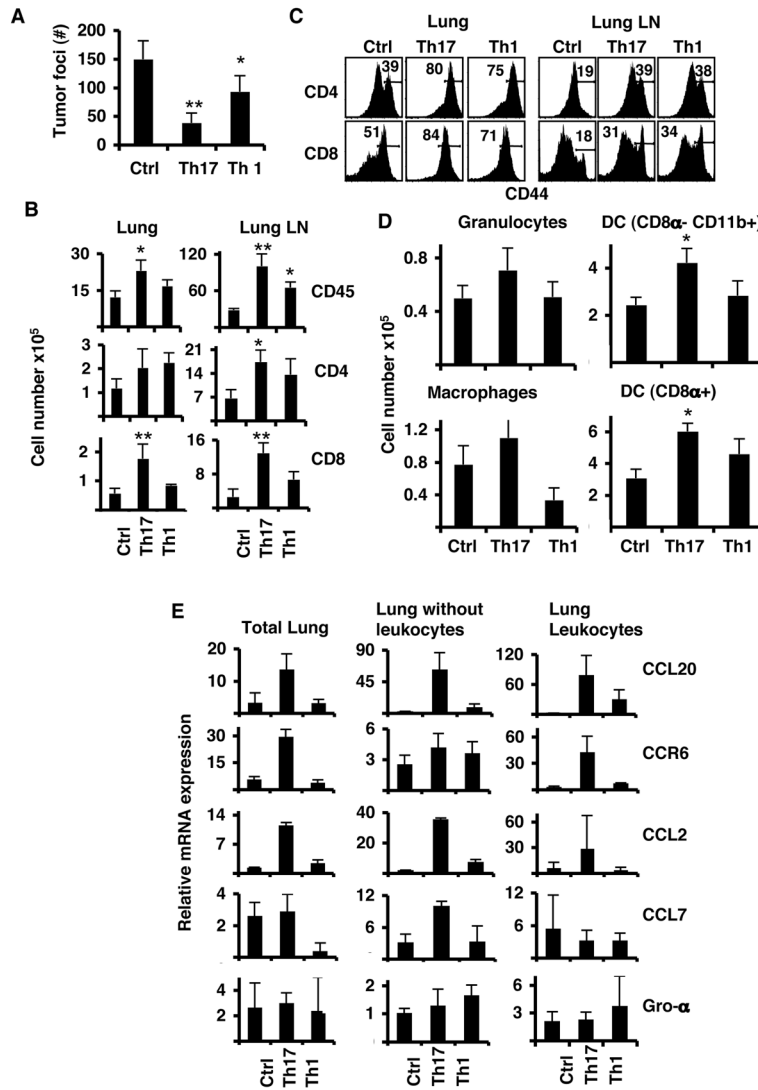 A
Tumor foci (#)
200
150
100
50
0
**
*
Ctrl Th17 Th 1
C
Lung Lung LN
Ctrl Th17 Th1 Ctrl Th17 Th1
CD4
39 80 75 19 39 38
CD8
51 84 71 18 31 34
CD44
B
Lung Lung LN
Cell number x10⁵
30
15
*
120
60
** *
CD45
3
2
1
21
14
7
*
CD4
2
1
**
16
8
**
CD8
Ctrl Th17 Th1 Ctrl Th17 Th1
D
Cell number x10⁵
Granulocytes
0.8
0.4
DC (CD8α- CD11b+)
4
2
*
Macrophages
1.2
0.8
0.4
DC (CD8α+)
6
4
2
*
Ctrl Th17 Th1 Ctrl Th17 Th1
E
Relative mRNA expression
Total Lung
Lung without
leukocytes
Lung
Leukocytes
20
10
90
45
120
60
CCL20
30
15
6
3
60
30
CCR6
14
7
40
20
60
30
CCL2
4
2
12
6
12
6
CCL7
4
2
2
1
6
3
Gro-α
Ctrl Th17 Th1 Ctrl Th17 Th1 Ctrl Th17 Th1